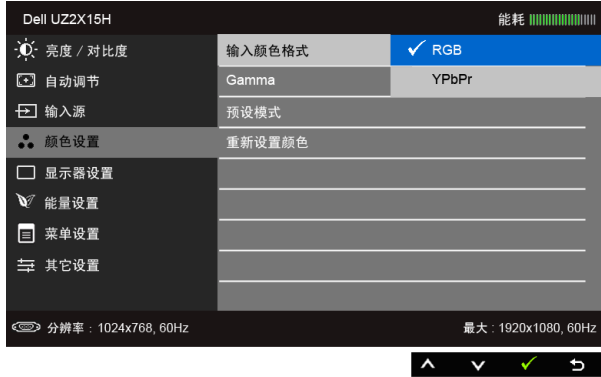 Dell UZ2X15H 能耗
亮度 / 对比度 输入颜色格式 RGB
自动调节 Gamma YPbPr
输入源 预设模式
颜色设置 重新设置颜色
显示器设置
能量设置
菜单设置
其它设置
分辨率 : 1024x768, 60Hz 最大 : 1920x1080, 60Hz